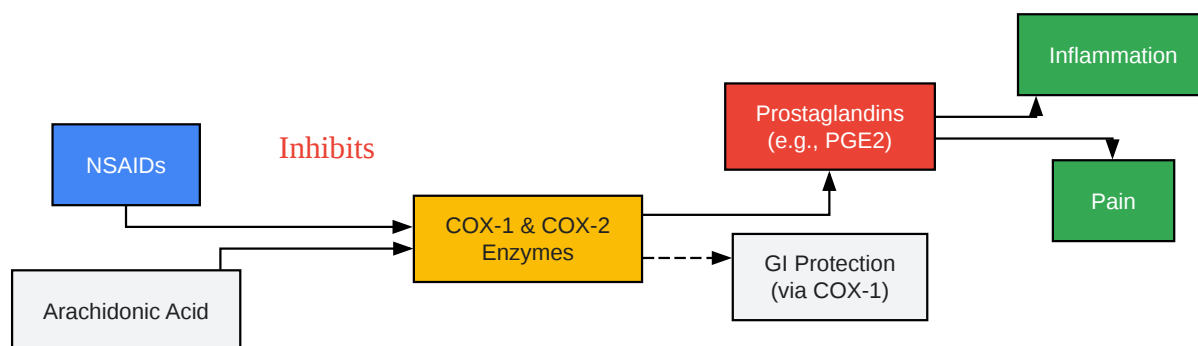 Inflammation
Prostaglandins
(e.g., PGE2)
Inhibits
NSAIDs
Pain
COX-1 & COX-2
Enzymes
GI Protection
(via COX-1)
Arachidonic Acid